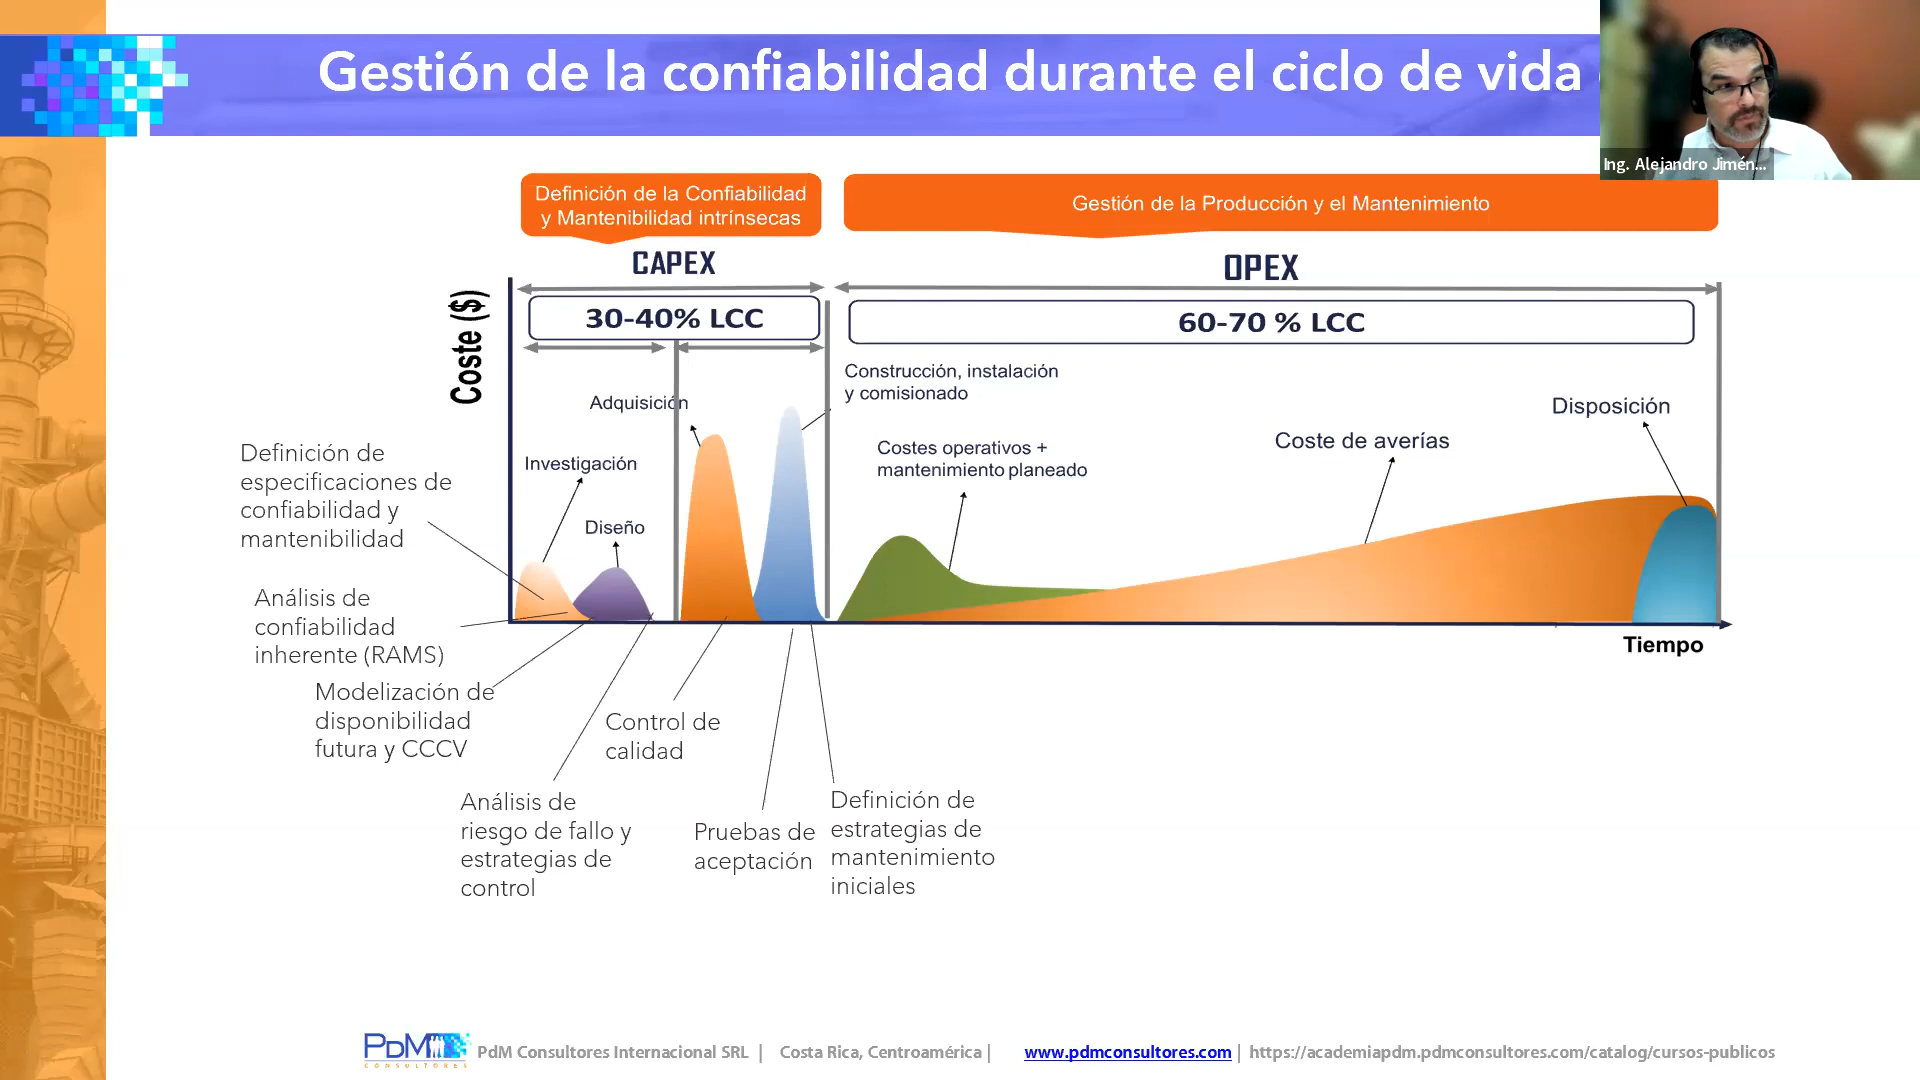 Gestión de la confiabilidad durante el ciclo de vida
Ing. Alejandro Jimén...
Definición de la Confiabilidad
y Mantenibilidad intrínsecas
Gestión de la Producción y el Mantenimiento
CAPEX
OPEX
Coste ($)
30-40% LCC
60-70 % LCC
Construcción, instalación
y comisionado
Adquisición
Disposición
Coste de averías
Costes operativos +
mantenimiento planeado
Investigación
Diseño
Definición de
especificaciones de
confiabilidad y
mantenibilidad
Análisis de
confiabilidad
inherente (RAMS)
Tiempo
Modelización de
disponibilidad
futura y CCCV
Control de
calidad
Análisis de
riesgo de fallo y
estrategias de
control
Pruebas de
aceptación
Definición de
estrategias de
mantenimiento
iniciales
PDM
CONSULTORES
PdM Consultores Internacional SRL | Costa Rica, Centroamérica | www.pdmconsultores.com | https://academiapdm.pdmconsultores.com/catalog/cursos-publicos